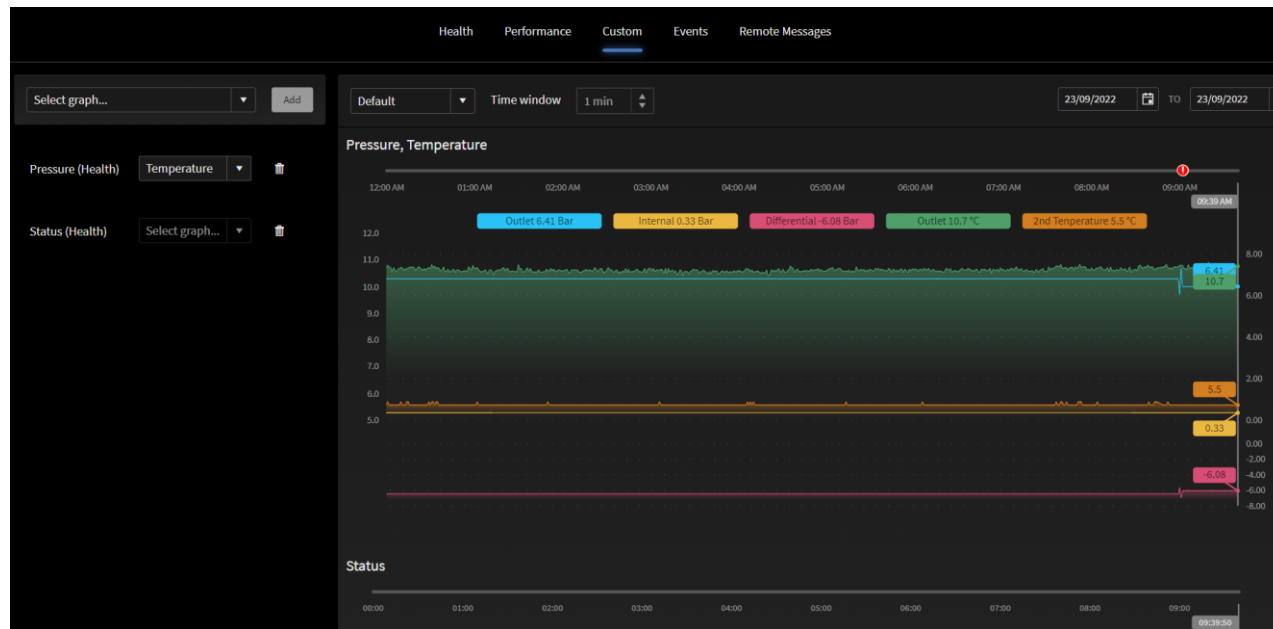 Health Performance Custom Events Remote Messages
Select graph... Add
Default Time window 1 min 23/09/2022 TO 23/09/2022
Pressure (Health) Temperature
Status (Health) Select graph...
Pressure, Temperature
12:00 AM 01:00 AM 02:00 AM 03:00 AM 04:00 AM 05:00 AM 06:00 AM 07:00 AM 08:00 AM 09:00 AM
09:39 AM
Outlet 6.41 Bar Internal 0.33 Bar Differential -6.08 Bar Outlet 10.7 °C 2nd Tenperature 5.5 °C
12.0
11.0
10.0
9.0
8.0
7.0
6.0
5.0
6.41
10.7
5.5
0.33
-6.08
8.00
6.00
4.00
2.00
0.00
0.00
-2.00
-4.00
-6.00
-8.00
Status
00:00 01:00 02:00 03:00 04:00 05:00 06:00 07:00 08:00 09:00
09:39:50